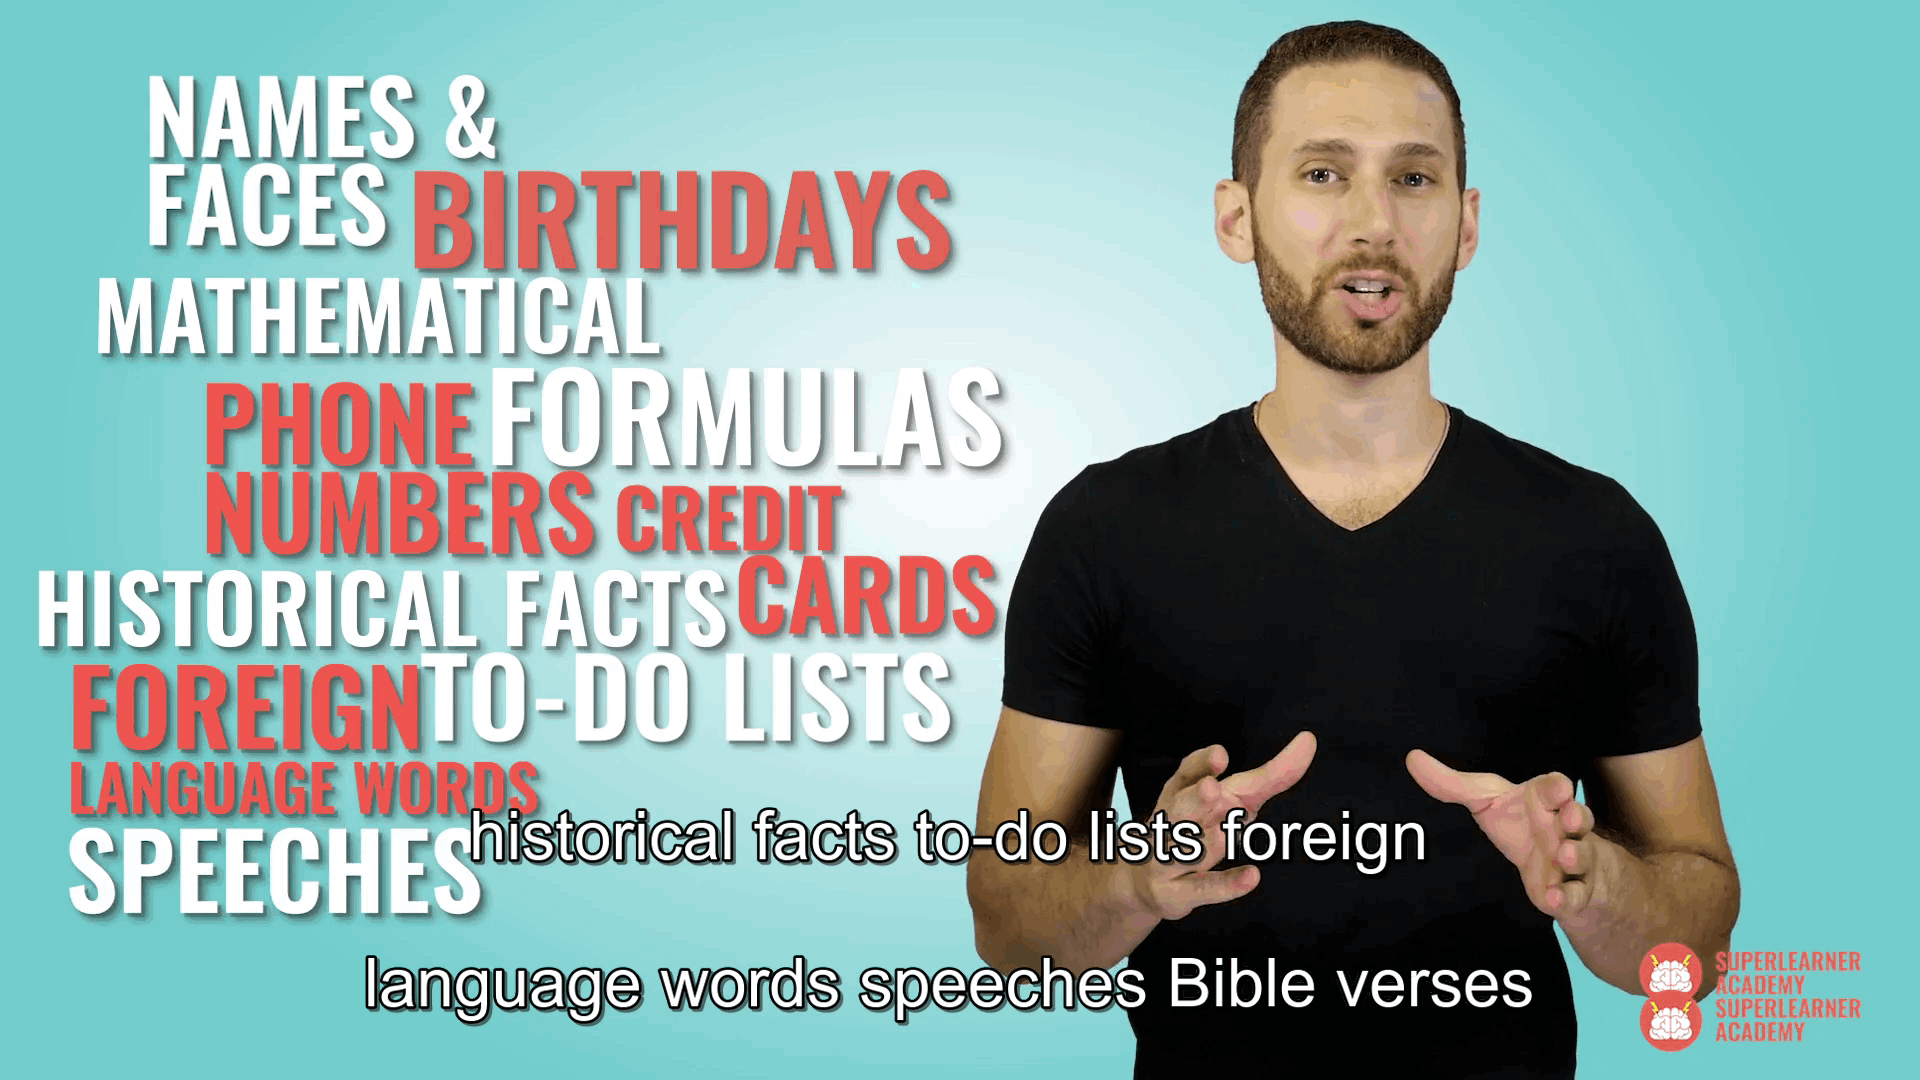 NAMES &
FACES BIRTHDAYS
MATHEMATICAL
PHONE FORMULAS
NUMBERS CREDIT
HISTORICAL FACTS CARDS
FOREIGN TO-DO LISTS
LANGUAGE WORDS
SPEECHES
historical facts to-do lists foreign
language words speeches Bible verses
SUPERLEARNER
ACADEMY
SUPERLEARNER
ACADEMY